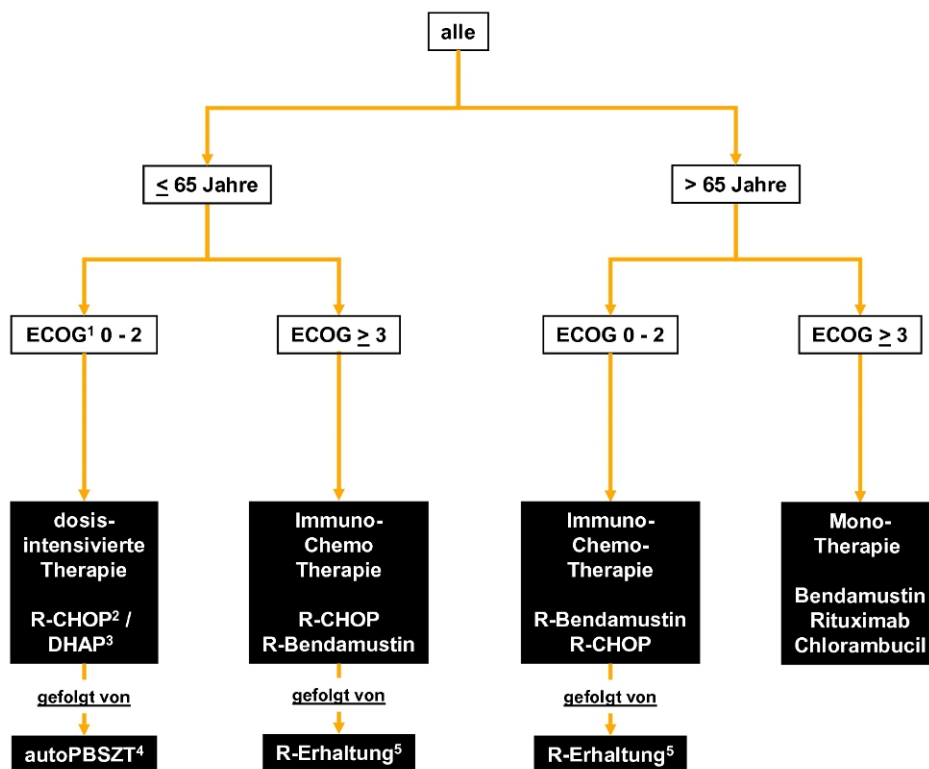 alle
≤ 65 Jahre
> 65 Jahre
ECOG¹ 0 - 2
ECOG ≥ 3
ECOG 0 - 2
ECOG ≥ 3
dosis-
intensivierte
Therapie
R-CHOP² /
DHAP³
Immuno-
Chemo
Therapie
R-CHOP
R-Bendamustin
Immuno-
Chemo-
Therapie
R-Bendamustin
R-CHOP
Mono-
Therapie
Bendamustin
Rituximab
Chlorambucil
gefolgt von
gefolgt von
gefolgt von
autoPBSZT⁴
R-Erhaltung⁵
R-Erhaltung⁵